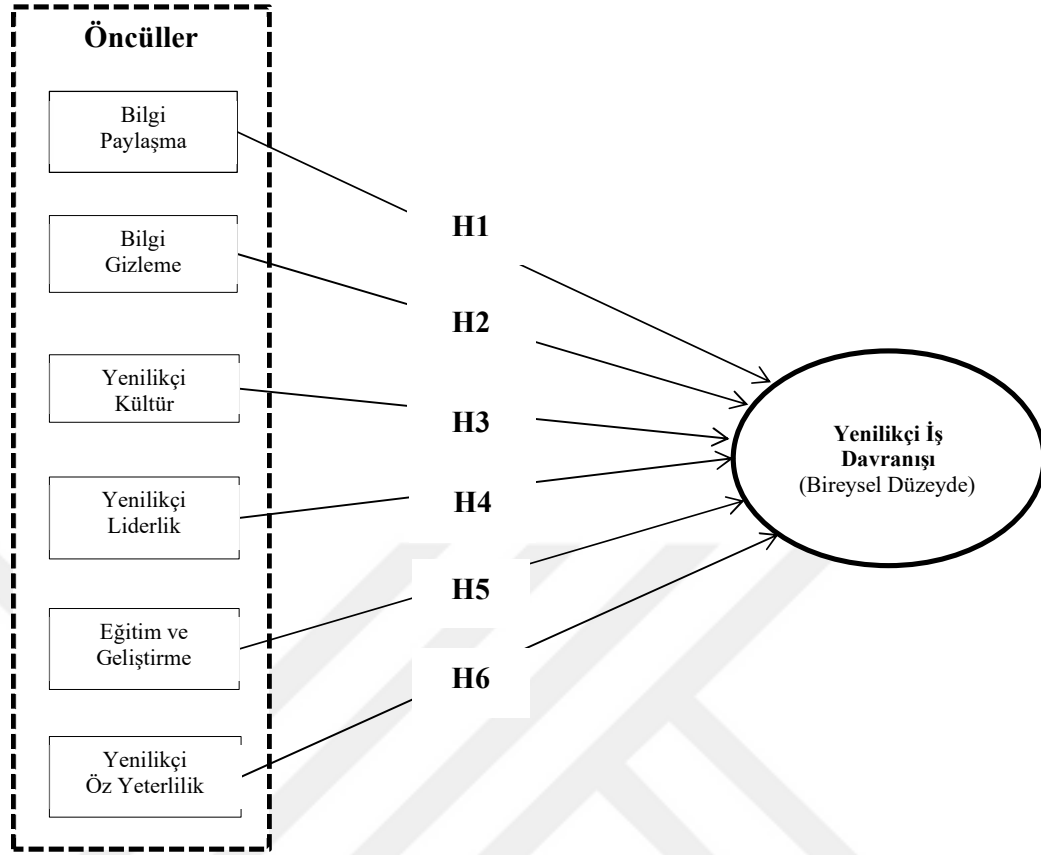 Öncüller
Bilgi
Paylaşma
H1
Bilgi
Gizleme
H2
Yenilikçi
Kültür
H3
Yenilikçi İş
Davranışı
(Bireysel Düzeyde)
Yenilikçi
Liderlik
H4
Eğitim ve
Geliştirme
H5
H6
Yenilikçi
Öz Yeterlilik